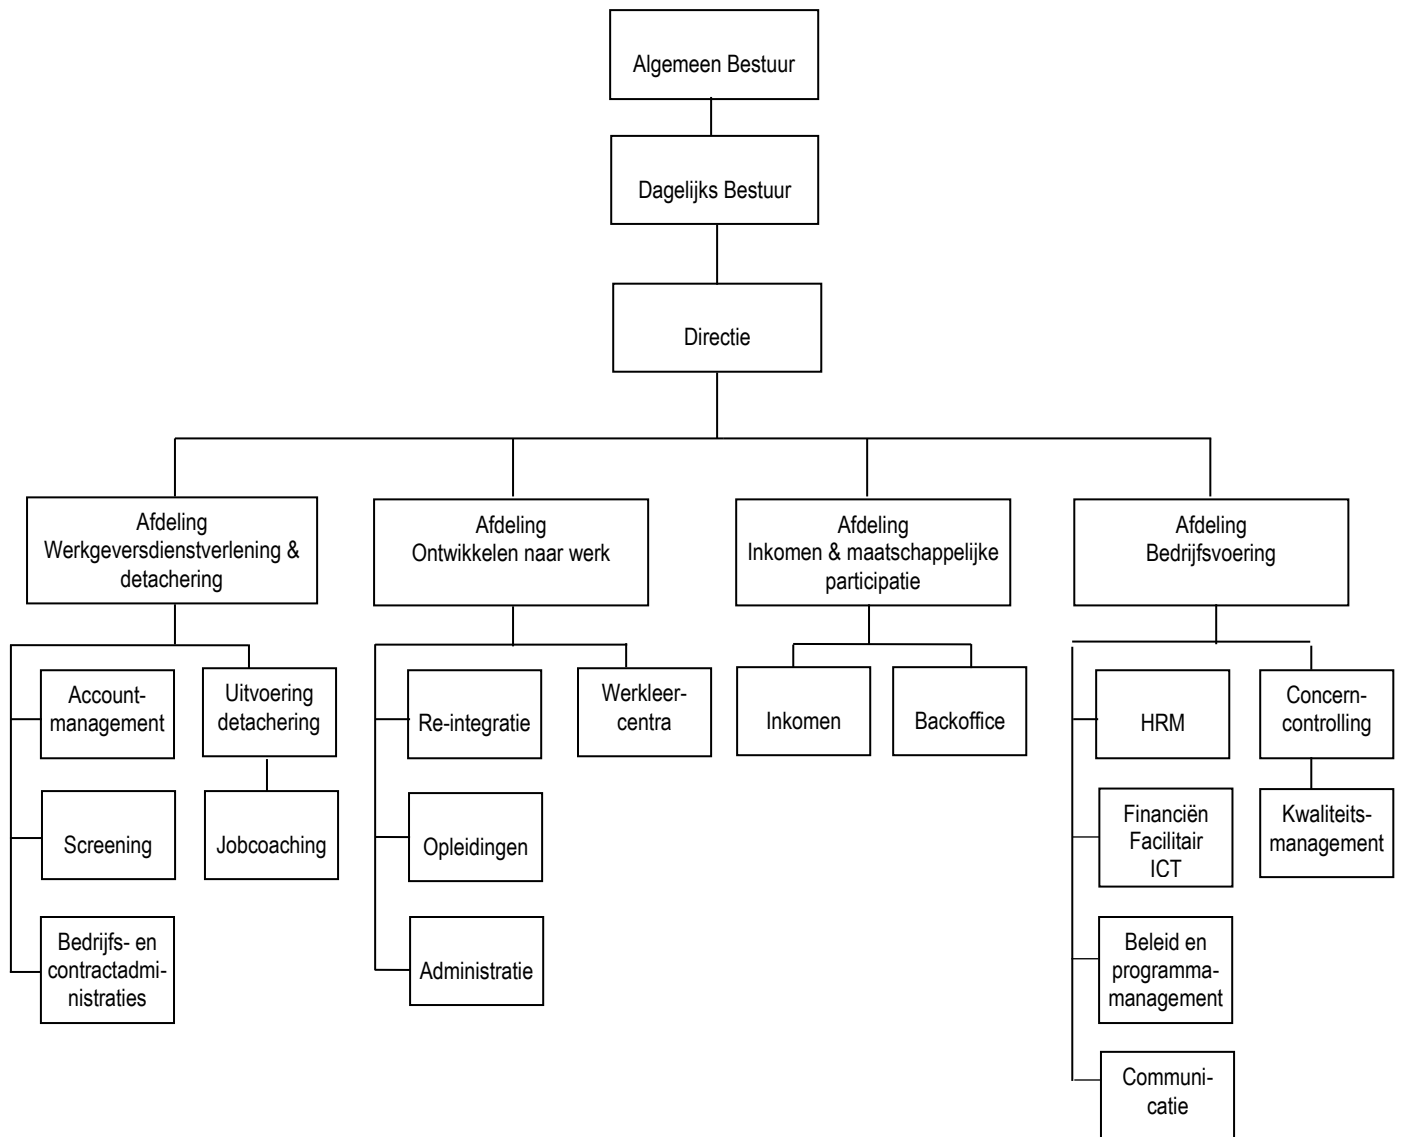 Algemeen Bestuur
Dagelijks Bestuur
Directie
Afdeling
Werkgeversdienstverlening &
detachering
Afdeling
Ontwikkelen naar werk
Afdeling
Inkomen & maatschappelijke
participatie
Afdeling
Bedrijfsvoering
Account-
management
Uitvoering
detachering
Screening
Jobcoaching
Bedrijfs- en
contractadmi-
nistraties
Re-integratie
Werkleer-
centra
Opleidingen
Administratie
Inkomen
Backoffice
HRM
Concern-
controlling
Financiën
Facilitair
ICT
Kwaliteits-
management
Beleid en
programma-
management
Communi-
catie